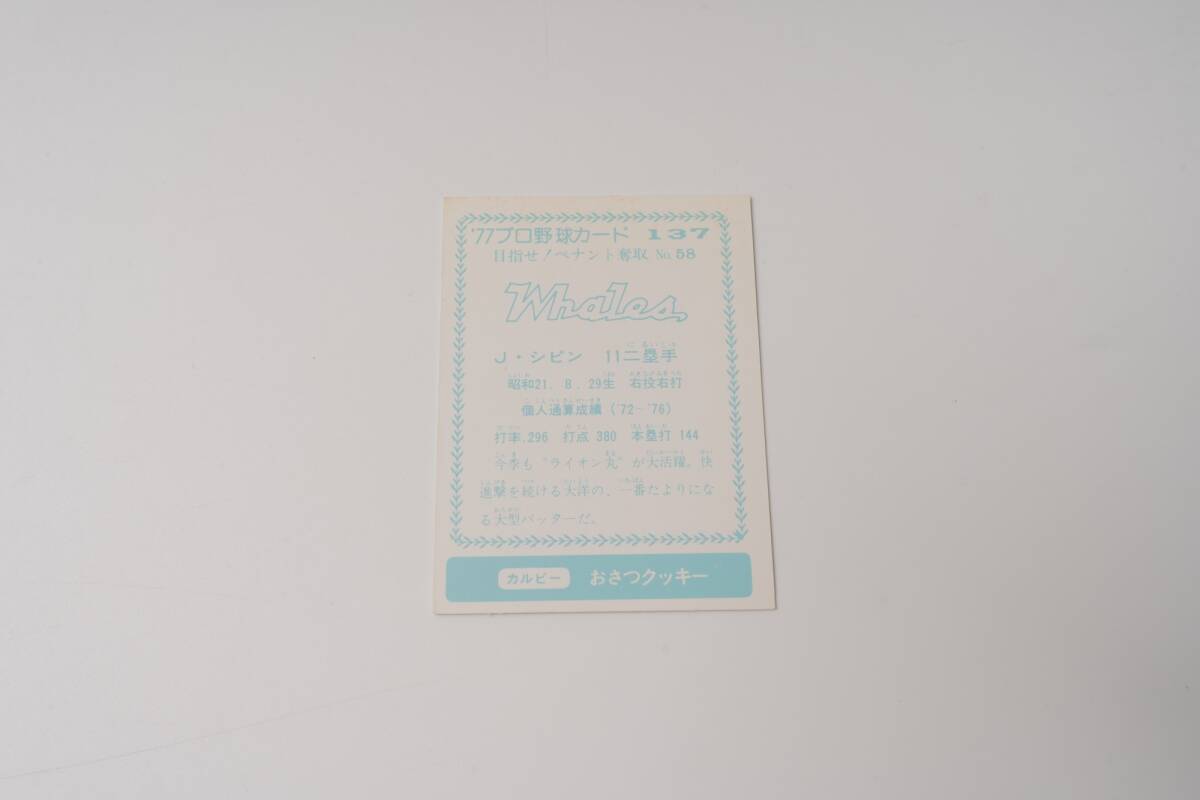 '77プロ野球カード 137
目指せ!ペナント奪取 No.58
Whales
J・シピン 11二塁手
昭和21. 8. 29生 右投右打
個人通算成績 ('72-'76)
打率.296 打点 380 本塁打 144
今季も"ライオン丸"が大活躍。快
進撃を続ける大洋の、一番たよりにな
る大型バッターだ。
カルビー おさつクッキー